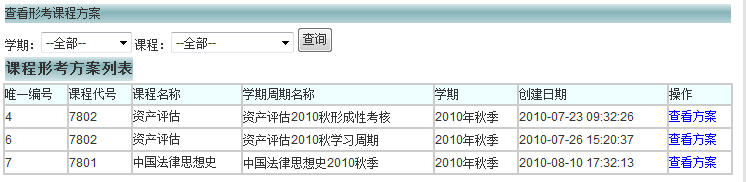 查看形考课程方案
学期：--全部-- 课程：--全部-- 查询
课程形考方案列表
唯一编号 课程代号 课程名称 学期周期名称 学期 创建日期 操作
4 7802 资产评估 资产评估2010秋形成性考核 2010年秋季 2010-07-23 09:32:26 查看方案
6 7802 资产评估 资产评估2010秋学习周期 2010年秋季 2010-07-26 15:20:37 查看方案
7 7801 中国法律思想史 中国法律思想史2010秋季 2010年秋季 2010-08-10 17:32:13 查看方案